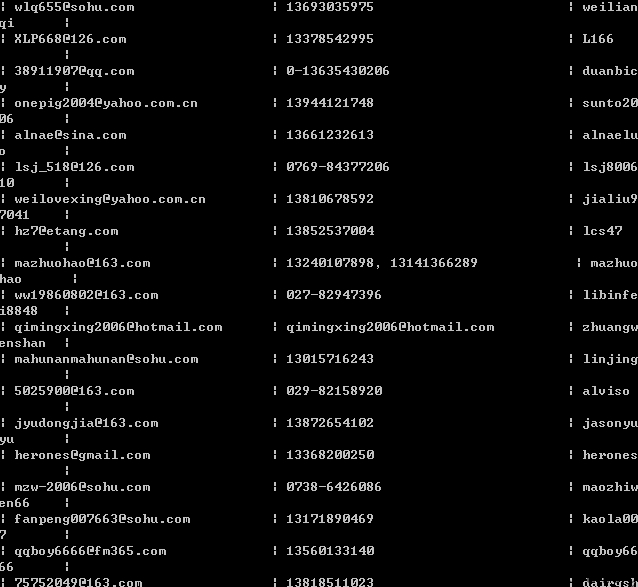 ¦ wlq655@sohu.com ¦ 13693035975 ¦ weilian
qi ¦
¦ XLP668@126.com ¦ 13378542995 ¦ L166
¦
¦ 38911907@qq.com ¦ 0-13635430206 ¦ duanbic
y ¦
¦ onepig2004@yahoo.com.cn ¦ 13944121748 ¦ sunto20
06 ¦
¦ alnae@sina.com ¦ 13661232613 ¦ alnaelu
o ¦
¦ lsj_518@126.com ¦ 0769-84377206 ¦ lsj8006
10 ¦
¦ weilovexing@yahoo.com.cn ¦ 13810678592 ¦ jialiu9
7041 ¦
¦ hz7@etang.com ¦ 13852537004 ¦ lcs47
¦
¦ mazhuohao@163.com ¦ 13240107898, 13141366289 ¦ mazhuo
hao ¦
¦ ww19860802@163.com ¦ 027-82947396 ¦ libinfe
i8848 ¦
¦ qimingxing2006@hotmail.com ¦ qimingxing2006@hotmail.com ¦ zhuangw
enshan ¦
¦ mahunanmahunan@sohu.com ¦ 13015716243 ¦ linjing
¦
¦ 5025900@163.com ¦ 029-82158920 ¦ alviso
¦
¦ jyudongjia@163.com ¦ 13872654102 ¦ jasonyu
yu ¦
¦ herones@gmail.com ¦ 13368200250 ¦ herones
¦
¦ mzw-2006@sohu.com ¦ 0738-6426086 ¦ maozhiw
en66 ¦
¦ fanpeng007663@sohu.com ¦ 13171890469 ¦ kaola00
7 ¦
¦ qqboy6666@fm365.com ¦ 13560133140 ¦ qqboy66
66 ¦
¦ 75752049@163.com ¦ 13818511023 ¦ dairgsh